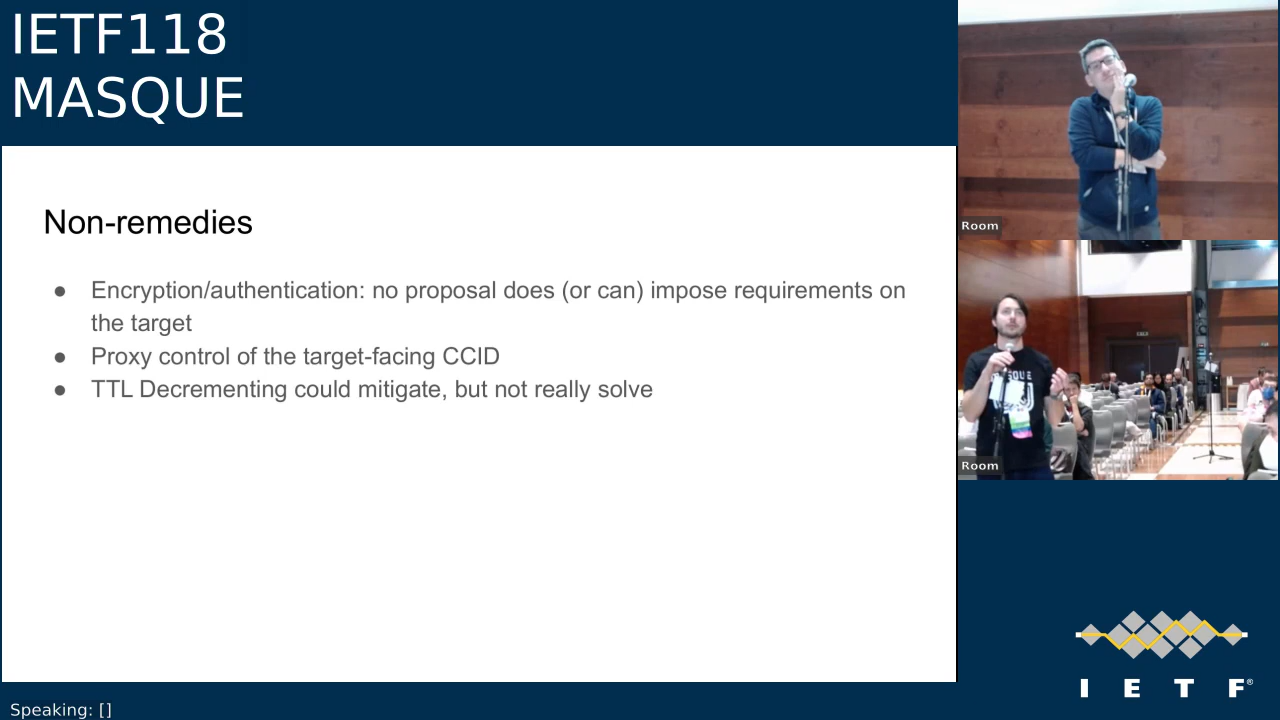 IETF118
MASQUE
Non-remedies
● Encryption/authentication: no proposal does (or can) impose requirements on
the target
● Proxy control of the target-facing CCID
● TTL Decrementing could mitigate, but not really solve
Room
Room
I E T F®
Speaking: []